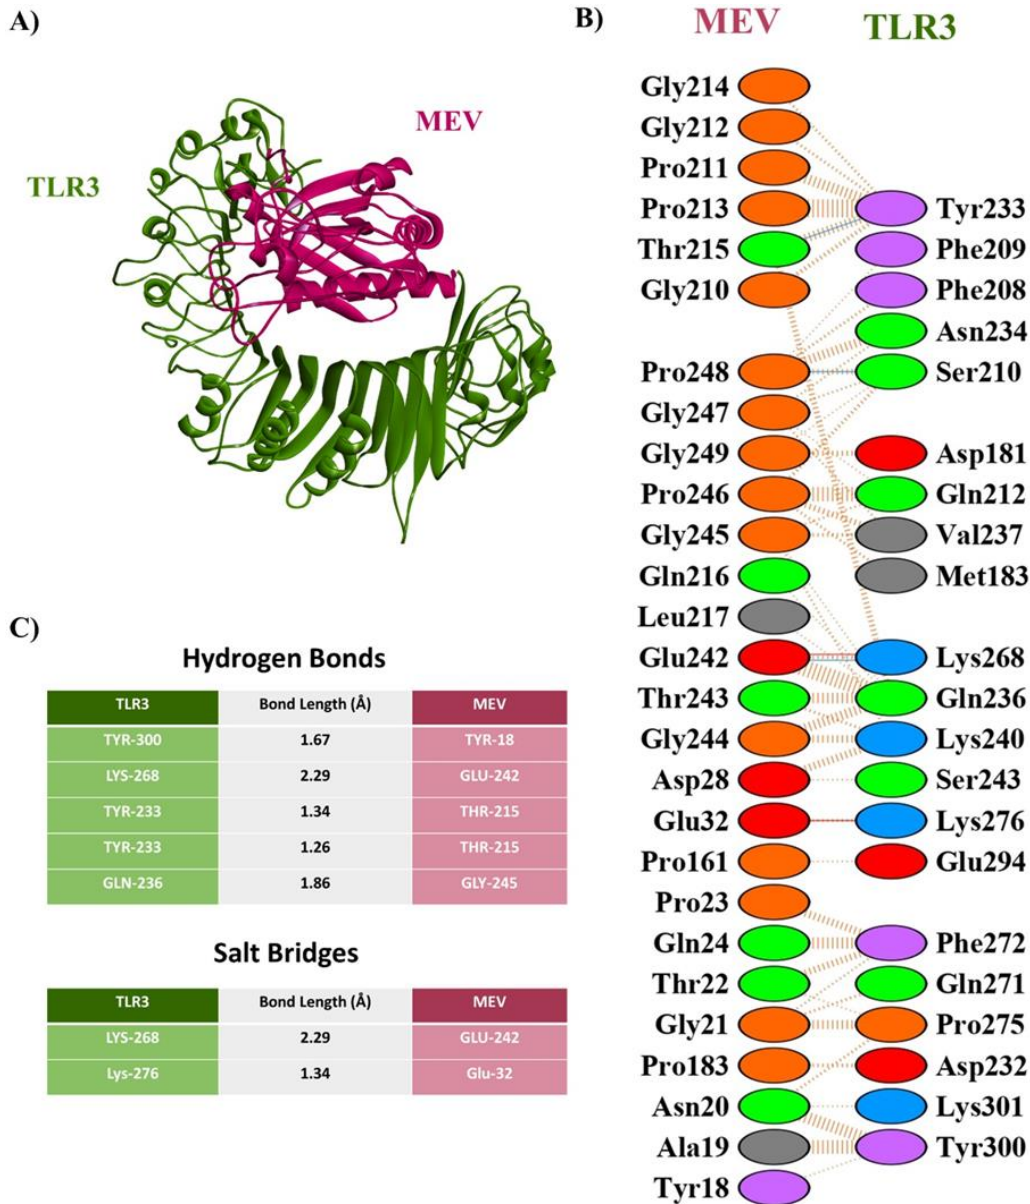 A)
MEV
TLR3
B)
MEV TLR3
Gly214
Gly212
Pro211
Pro213 Tyr233
Thr215 Phe209
Gly210 Phe208
Asn234
Pro248 Ser210
Gly247
Gly249 Asp181
Pro246 Gln212
Gly245 Val237
Gln216 Met183
Leu217
Glu242 Lys268
Thr243 Gln236
Gly244 Lys240
Asp28 Ser243
Glu32 Lys276
Pro161 Glu294
Pro23
Gln24 Phe272
Thr22 Gln271
Gly21 Pro275
Pro183 Asp232
Asn20 Lys301
Ala19 Tyr300
Tyr18
C)
Hydrogen Bonds
TLR3 Bond Length (Å) MEV
TYR-300 1.67 TYR-18
LYS-268 2.29 GLU-242
TYR-233 1.34 THR-215
TYR-233 1.26 THR-215
GLN-236 1.86 GLY-245
Salt Bridges
TLR3 Bond Length (Å) MEV
LYS-268 2.29 GLU-242
Lys-276 1.34 Glu-32